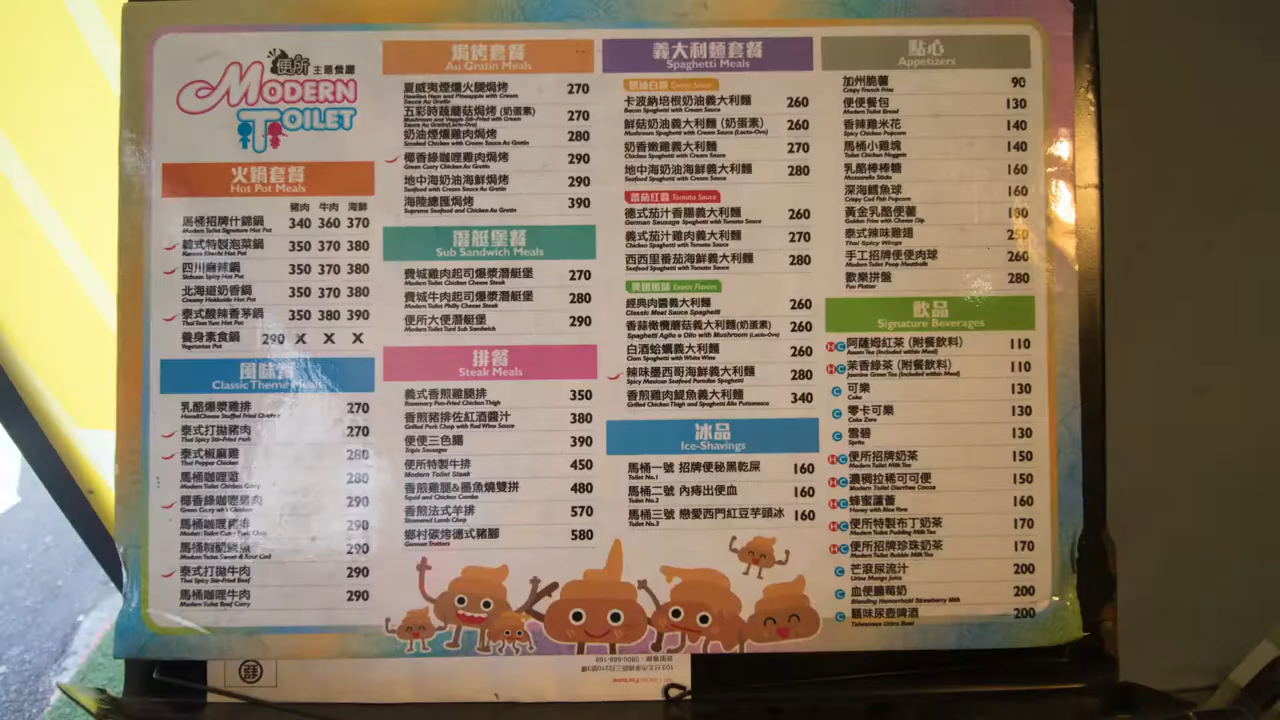 便所 主題餐廳
MODERN
TOILET
火鍋套餐
Hot Pot Meals
豬肉 牛肉 海鮮
馬桶招牌什錦鍋 340 360 370
Modern Toilet Signature Hot Pot
韓式特製泡菜鍋 350 370 380
Korean Kimchi Hot Pot
四川麻辣鍋 350 370 380
Sichuan Spicy Hot Pot
北海道奶香鍋 350 370 380
Creamy Hokkaido Hot Pot
泰式酸辣香茅鍋 350 380 390
Thai Tom Yum Hot Pot
養身素食鍋 290 X X X
Vegetarian Pot
風味餐
Classic Theme Meals
乳酪爆漿雞排 270
Ham&Cheese Stuffed Fried Chicken
泰式打拋豬肉 270
Thai Spicy Stir-Fried Pork
泰式椒麻雞 280
Thai Pepper Chicken
馬桶咖哩雞 280
Modern Toilet Chicken Curry
椰香綠咖哩豬肉 290
Green Curry w/
馬桶咖哩豬排 290
Modern Toilet Curry Pork Chop
馬桶 290
Modern Toilet Sweet & Sour Cod
泰式打拋牛肉 290
Thai Spicy Stir-Fried Beef
馬桶咖哩牛肉 290
Modern Toilet Beef Curry
焗烤套餐
Au Gratin Meals
夏威夷煙燻火腿焗烤 270
Hawaiian Ham and Pineapple with Cream
Sauce Au Gratin
五彩時蔬蘑菇焗烤 (奶蛋素) 270
Mushroom and Veggie Stir-Fried with Cream
Sauce Au Gratin(Lacto-Ovo)
奶油煙燻雞肉焗烤 280
Smoked Chicken with Cream Sauce Au Gratin
椰香綠咖哩雞肉焗烤 290
Green Curry Chicken Au Gratin
地中海奶油海鮮焗烤 290
Seafood with Cream Sauce Au Gratin
海陸總匯焗烤 390
Supreme Seafood and Chicken Au Gratin
潛艇堡餐
Sub Sandwich Meals
費城雞肉起司爆漿潛艇堡 270
Modern Toilet Chicken Cheese Steak
費城牛肉起司爆漿潛艇堡 280
Modern Toilet Philly Cheese Steak
便所大便潛艇堡 290
Modern Toilet Turd Sub Sandwich
排餐
Steak Meals
義式香煎雞腿排 350
Rosemary Pan-Fried Chicken Thigh
香煎豬排佐紅酒醬汁 380
Grilled Pork Chop with Red Wine Sauce
便便三色腸 390
Triple Sausages
便所特製牛排 450
Modern Toilet Steak
香煎雞腿&墨魚燒雙拼 480
Squid and Chicken Combo
香煎法式羊排 570
Simmered Lamb Chop
鄉村碳烤德式豬腳 580
German Trotters
義大利麵套餐
Spaghetti Meals
奶油白醬 Cream Sauce
卡波納培根奶油義大利麵 260
Bacon Spaghetti with Cream Sauce
鮮菇奶油義大利麵 (奶蛋素) 260
Mushroom Spaghetti with Cream Sauce (Lacto-Ovo)
奶香嫩雞義大利麵 270
Chicken Spaghetti with Cream Sauce
地中海奶油海鮮義大利麵 280
Seafood Spaghetti with Cream Sauce
蕃茄紅醬 Tomato Sauce
德式茄汁香腸義大利麵 260
German Sausage Spaghetti with Tomato Sauce
義式茄汁雞肉義大利麵 270
Chicken Spaghetti with Tomato Sauce
西西里番茄海鮮義大利麵 280
Seafood Spaghetti with Tomato Sauce
異國風味 Exotic Flavors
經典肉醬義大利麵 260
Classic Meat Sauce Spaghetti
香蒜橄欖蘑菇義大利麵(奶蛋素) 260
Spaghetti Aglio e Olio with Mushroom (Lacto-Ovo)
白酒蛤蠣義大利麵 260
Clam Spaghetti with White Wine
辣味墨西哥海鮮義大利麵 280
Spicy Mexican Seafood Paradise Spaghetti
香煎雞肉鯷魚義大利麵 340
Grilled Chicken Thigh and Spaghetti Alla Puttanesca
冰品
Ice-Shavings
馬桶一號 招牌便秘黑乾屎 160
Toilet No.1
馬桶二號 內痔出便血 160
Toilet No.2
馬桶三號 戀愛西門紅豆芋頭冰 160
Toilet No.3
點心
Appetizers
加州脆薯 90
Crispy French Fries
便便餐包 130
Modern Toilet Bread
香辣雞米花 140
Spicy Chicken Popcorn
馬桶小雞塊 140
Toilet Chicken Nuggets
乳酪棒棒糖 160
Mozzarella Sticks
深海鱈魚球 160
Crispy Cod Fish Popcorn
黃金乳酪便薯
Golden Fries with Cheese Dip
泰式辣味雞翅 250
Thai Spicy Wings
手工招牌便便肉球 260
Modern Toilet Poop Meatballs
歡樂拼盤 280
Fun Platter
飲品
Signature Beverages
H C 阿薩姆紅茶 (附餐飲料) 110
Assam Tea (Included within Meal)
H C 茉香綠茶 (附餐飲料) 110
Jasmine Green Tea (Included within Meal)
C 可樂 130
Coke
C 零卡可樂 130
Coke Zero
C 雪碧 130
Sprite
H C 便所招牌奶茶 150
Modern Toilet Milk Tea
H C 濃稠拉稀可可便 150
Modern Toilet Diarrhea Cocoa
H C 蜂蜜蘆薈 160
Honey with Aloe Vera
H C 便所特製布丁奶茶 170
Modern Toilet Pudding Milk Tea
H C 便所招牌珍珠奶茶 170
Modern Toilet Bubble Milk Tea
C 芒浪尿流汁 200
Urine Mango Juice
C 血便臘莓奶 200
Bleeding Hemorrhoid Strawberry Milk
C 騷味尿壺啤酒 200
Taiwanese Urine Beer